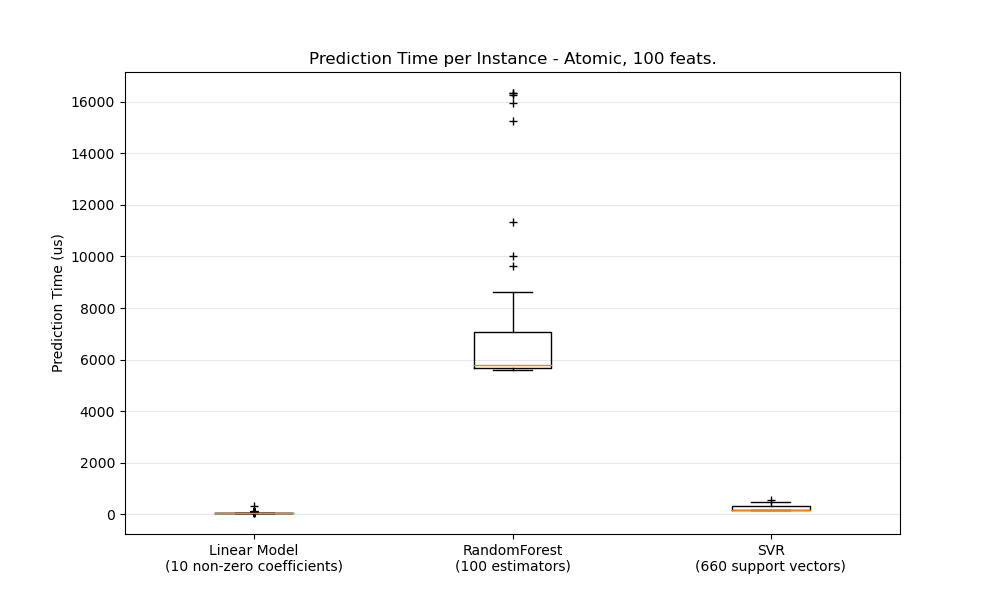 Prediction Time per Instance - Atomic, 100 feats.
Prediction Time (us)
16000
14000
12000
10000
8000
6000
4000
2000
0
Linear Model
(10 non-zero coefficients)
RandomForest
(100 estimators)
SVR
(660 support vectors)